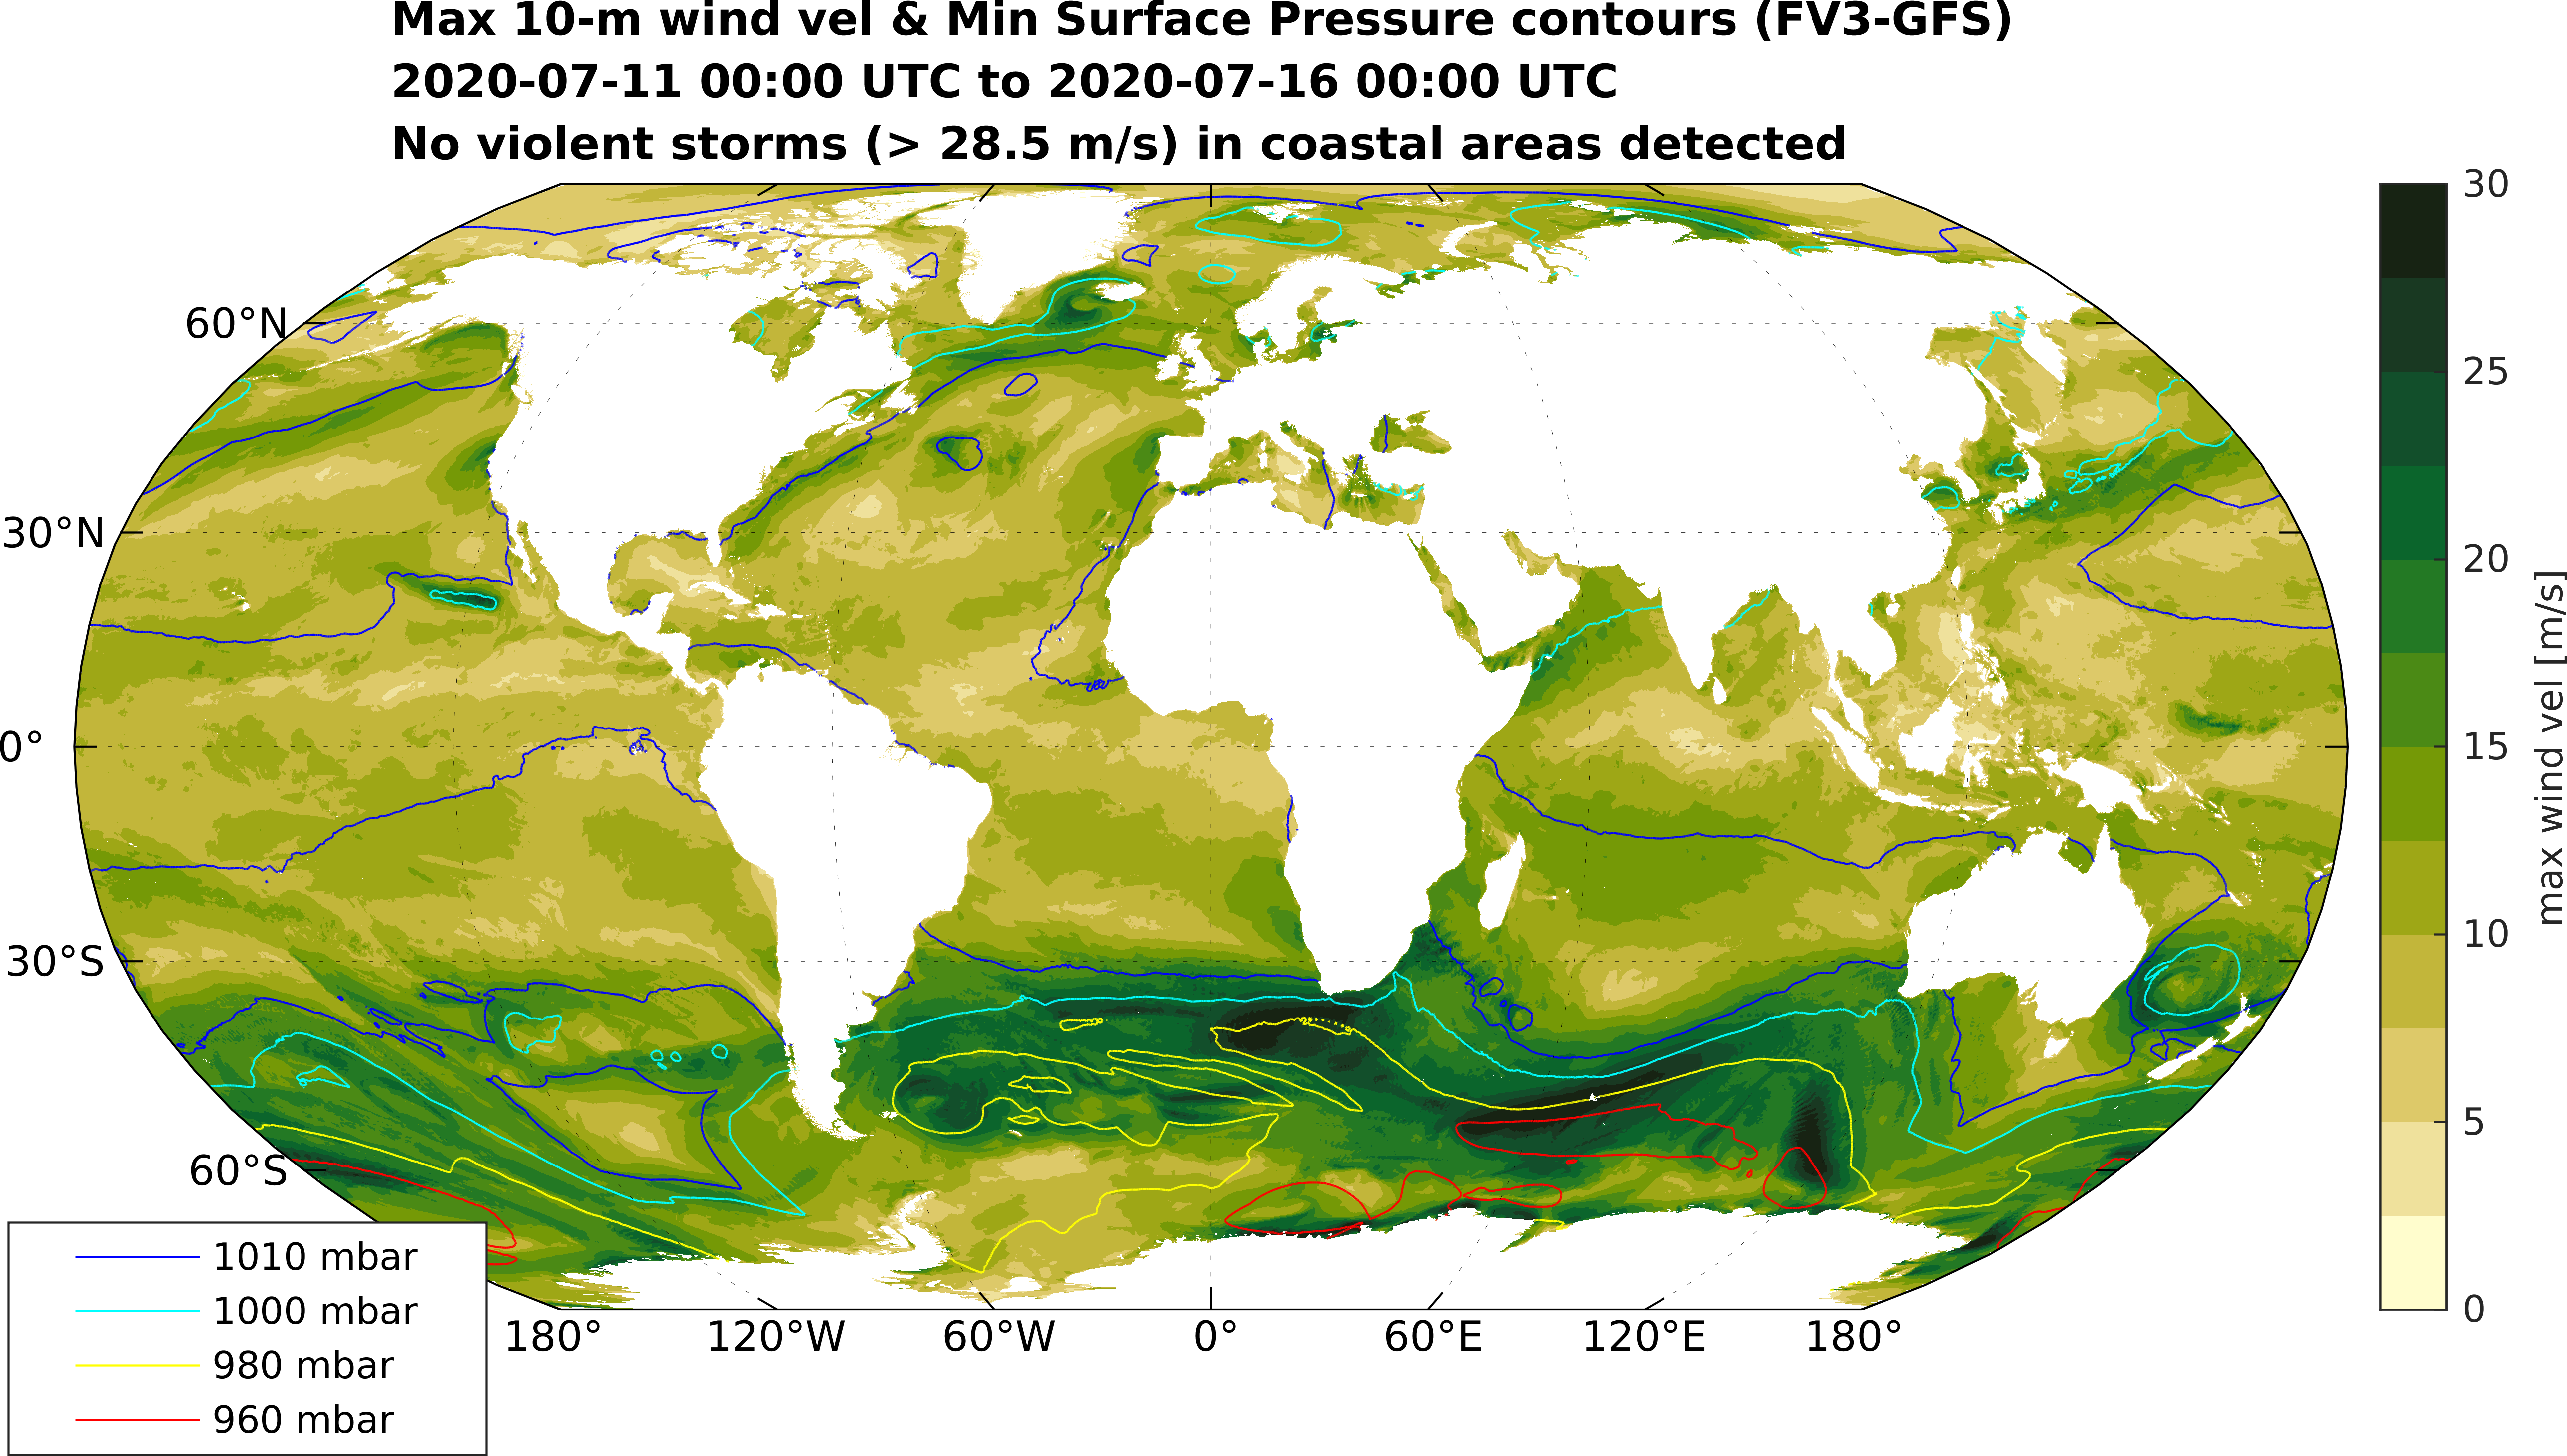 Max 10-m wind vel & Min Surface Pressure contours (FV3-GFS)
2020-07-11 00:00 UTC to 2020-07-16 00:00 UTC
No violent storms (> 28.5 m/s) in coastal areas detected
60°N
30°N
0°
30°S
60°S
180°
120°W
60°W
0°
60°E
120°E
180°
1010 mbar
1000 mbar
980 mbar
960 mbar
30
25
20
15
10
5
0
max wind vel [m/s]